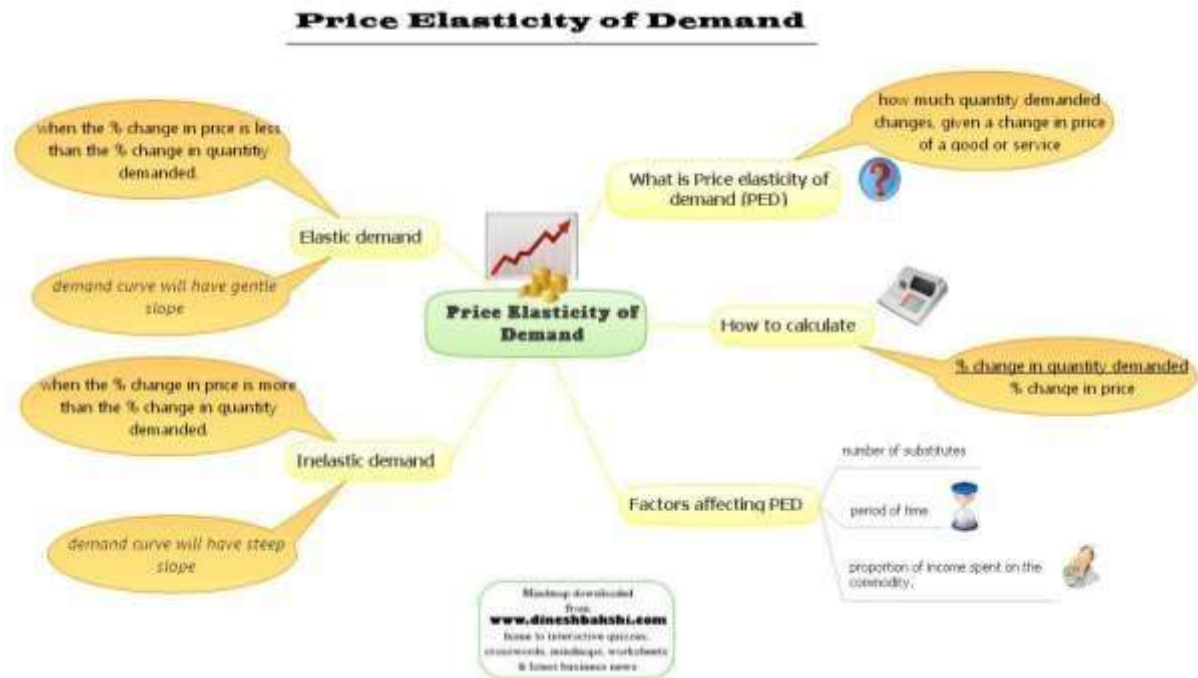 Price Elasticity of Demand
when the % change in price is less
than the % change in quantity
demanded.
Elastic demand
demand curve will have gentle
slope
when the % change in price is more
than the % change in quantity
demanded.
Inelastic demand
demand curve will have steep
slope
Price Elasticity of
Demand
how much quantity demanded
changes, given a change in price
of a good or service
What is Price elasticity of
demand (PED)
How to calculate
% change in quantity demanded
% change in price
Factors affecting PED
number of substitutes
period of time
proportion of income spent on the
commodity.
Mindmap downloaded
from
www.dineshbakshi.com
home to interactive quizzes,
crosswords, mindmaps, worksheets
& latest business news